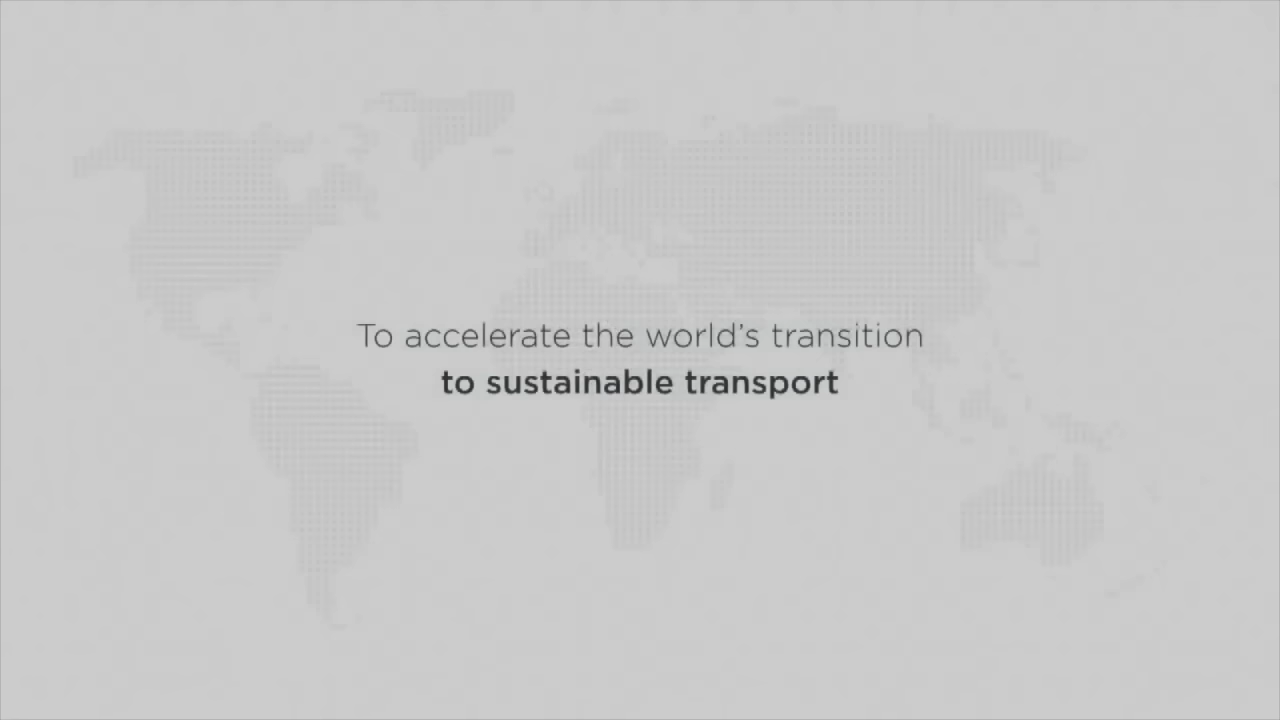 To accelerate the world’s transition
to sustainable transport